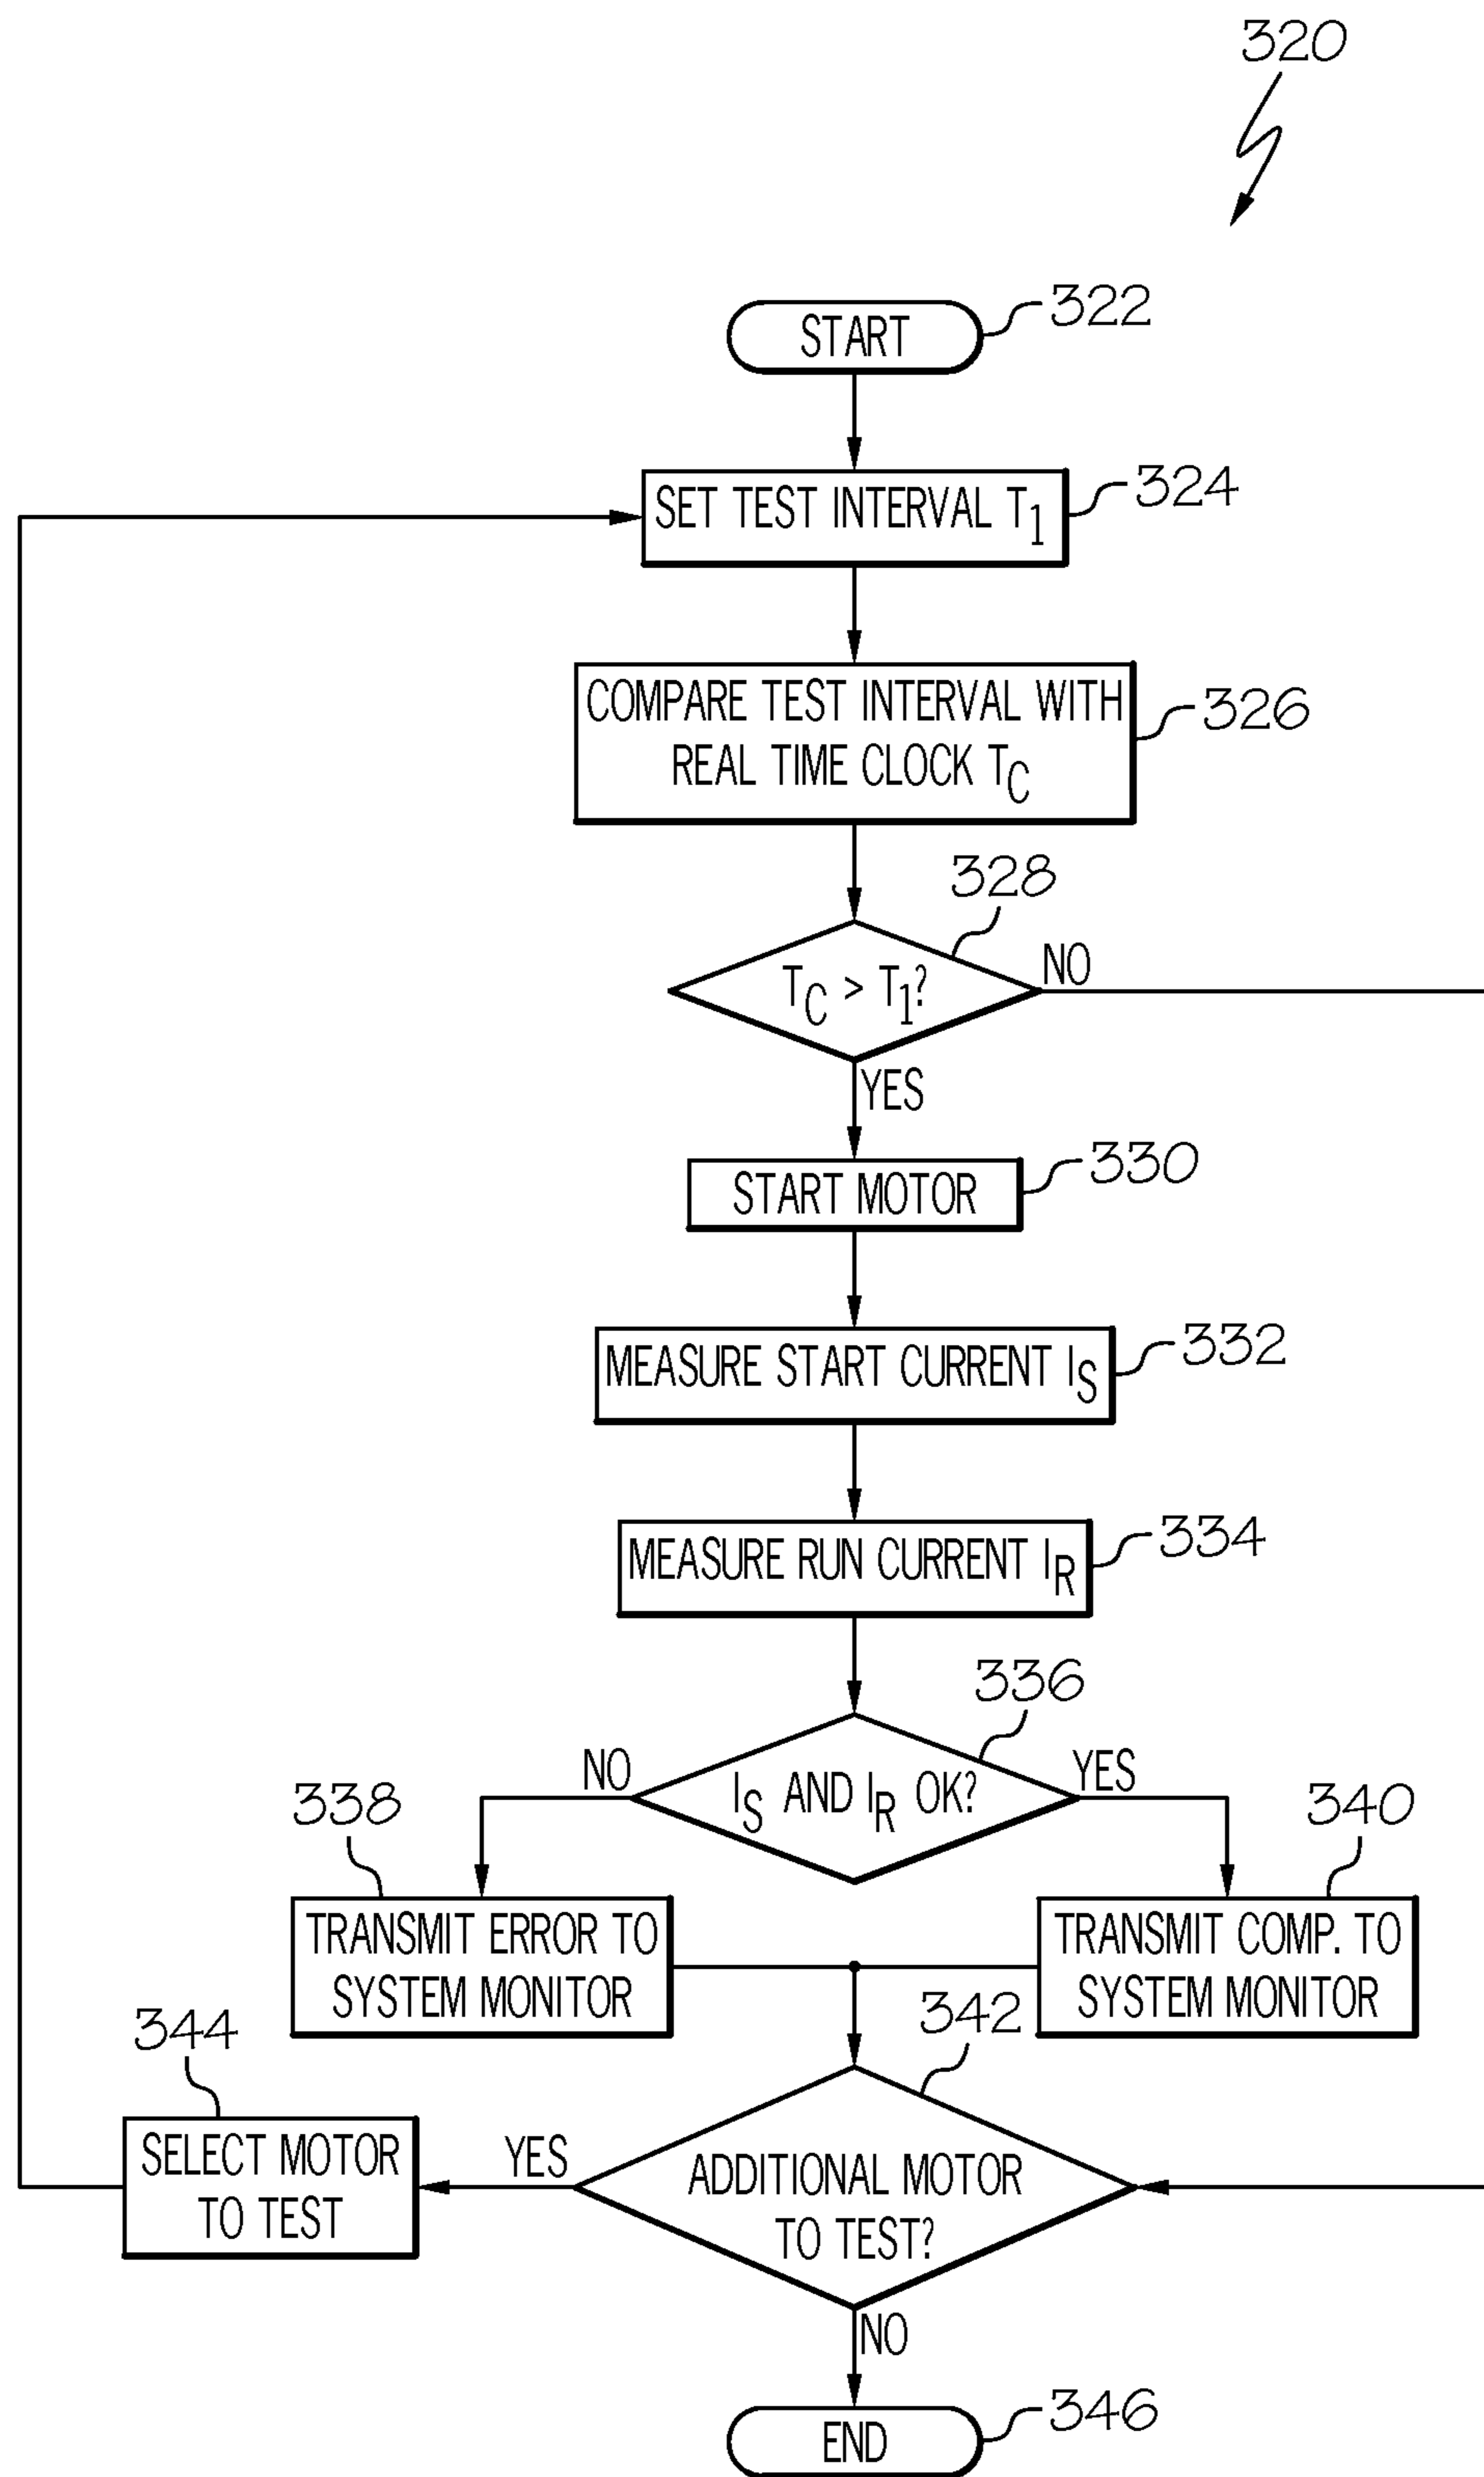 320
START
322
SET TEST INTERVAL T1
324
COMPARE TEST INTERVAL WITH
REAL TIME CLOCK TC
326
328
TC > T1?
NO
YES
START MOTOR
330
MEASURE START CURRENT IS
332
MEASURE RUN CURRENT IR
334
336
NO
IS AND IR OK?
YES
338
340
TRANSMIT ERROR TO
SYSTEM MONITOR
TRANSMIT COMP. TO
SYSTEM MONITOR
342
344
SELECT MOTOR
TO TEST
YES
ADDITIONAL MOTOR
TO TEST?
NO
END
346